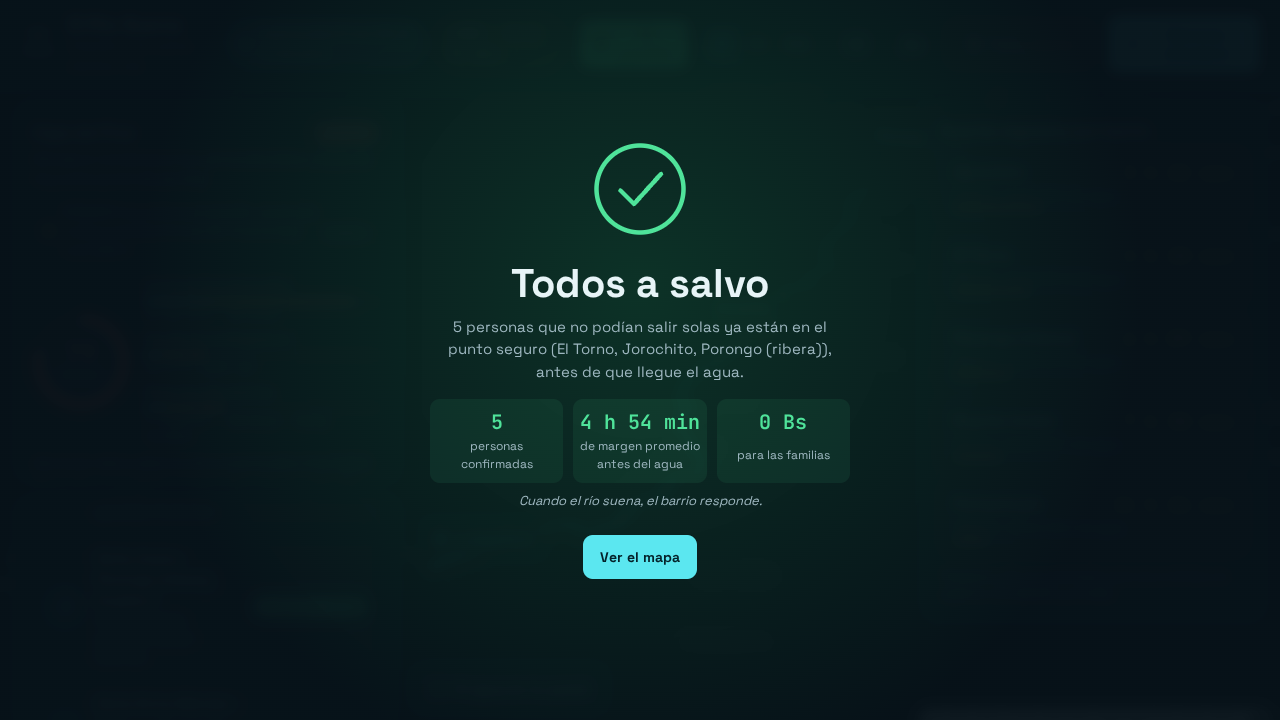 Todos a salvo
5 personas que no podían salir solas ya están en el
punto seguro (El Torno, Jorochito, Porongo (ribera)),
antes de que llegue el agua.
5
personas
confirmadas
4 h 54 min
de margen promedio
antes del agua
0 Bs
para las familias
Cuando el río suena, el barrio responde.
Ver el mapa